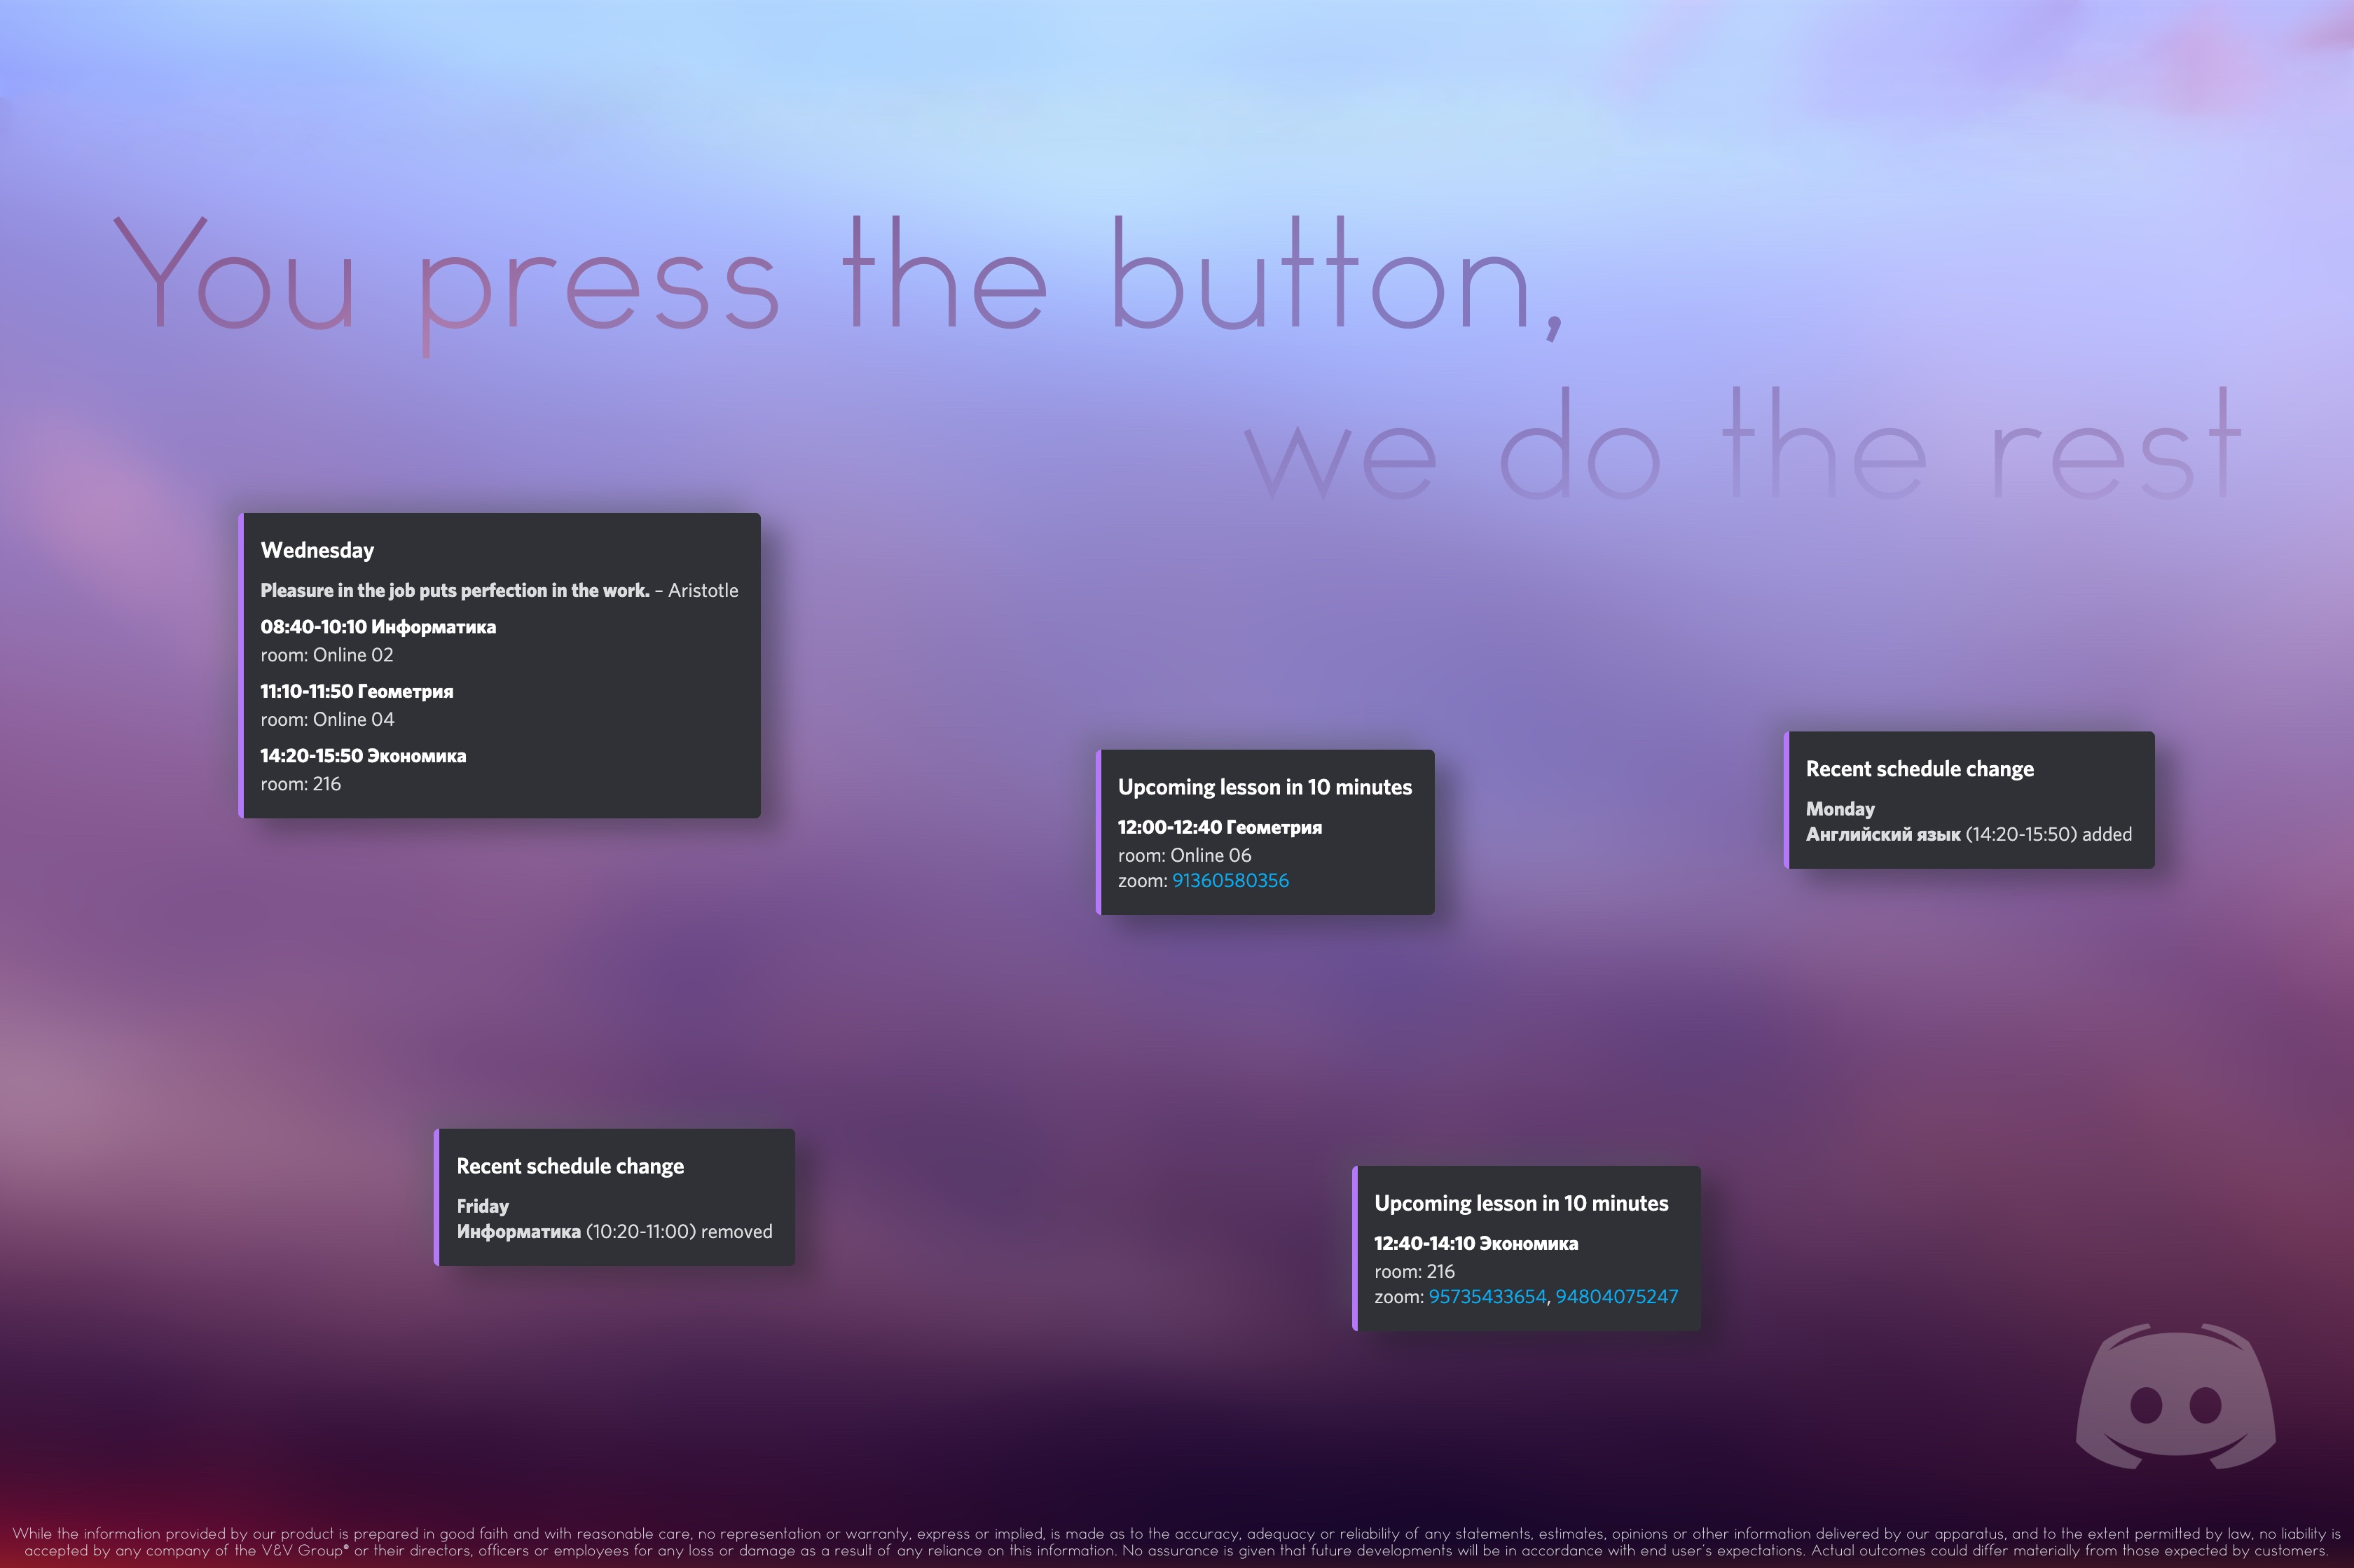 You press the button,
we do the rest
Wednesday
Pleasure in the job puts perfection in the work. – Aristotle
08:40-10:10 Информатика
room: Online 02
11:10-11:50 Геометрия
room: Online 04
14:20-15:50 Экономика
room: 216
Upcoming lesson in 10 minutes
12:00-12:40 Геометрия
room: Online 06
zoom: 91360580356
Recent schedule change
Monday
Английский язык (14:20-15:50) added
Recent schedule change
Friday
Информатика (10:20-11:00) removed
Upcoming lesson in 10 minutes
12:40-14:10 Экономика
room: 216
zoom: 95735433654, 94804075247
While the information provided by our product is prepared in good faith and with reasonable care, no representation or warranty, express or implied, is made as to the accuracy, adequacy or reliability of any statements, estimates, opinions or other information delivered by our apparatus, and to the extent permitted by law, no liability is
accepted by any company of the V&V Group® or their directors, officers or employees for any loss or damage as a result of any reliance on this information. No assurance is given that future developments will be in accordance with end user's expectations. Actual outcomes could differ materially from those expected by customers.